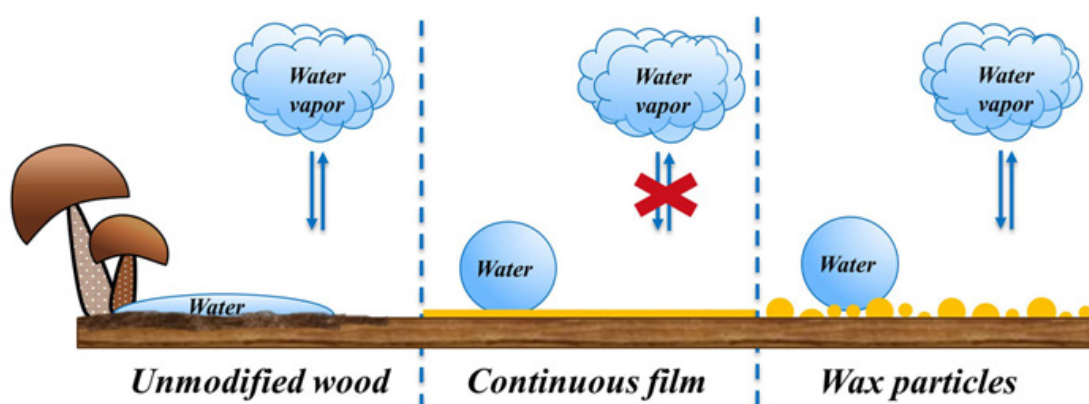 Water
vapor
Water
vapor
Water
vapor
Water
Water
Water
Unmodified wood
Continuous film
Wax particles